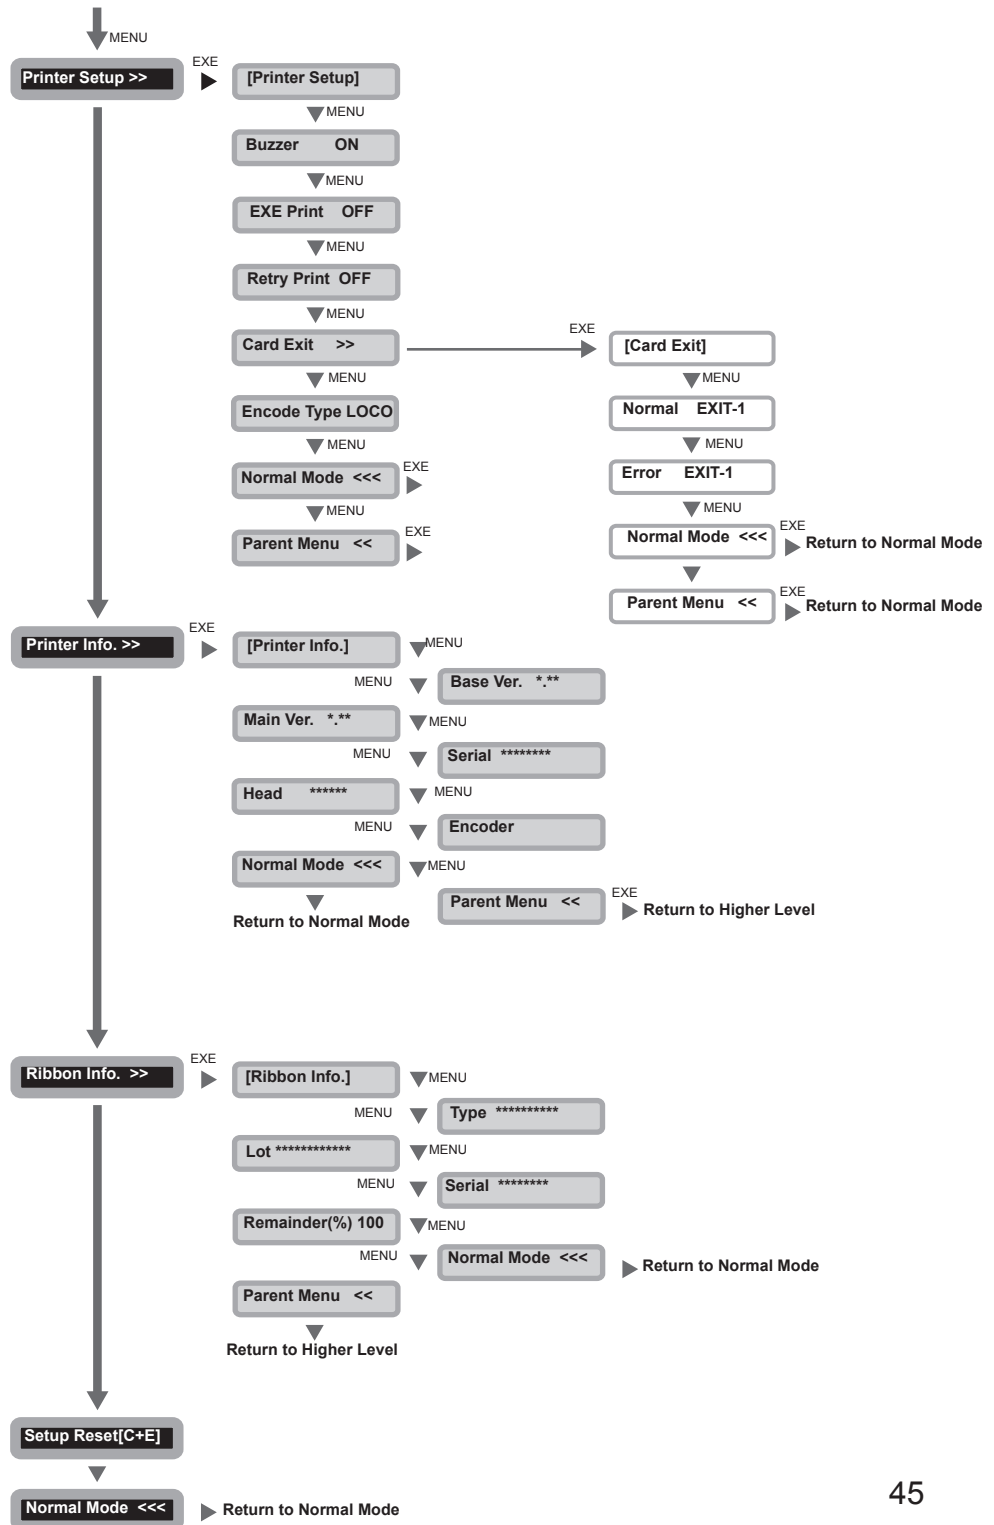 MENU
Printer Setup >>
EXE
[Printer Setup]
MENU
Buzzer ON
MENU
EXE Print OFF
MENU
Retry Print OFF
MENU
Card Exit >>
EXE
[Card Exit]
MENU
MENU
Encode Type LOCO
Normal EXIT-1
MENU
MENU
Normal Mode <<<
EXE
Error EXIT-1
MENU
MENU
Parent Menu <<
EXE
Normal Mode <<<
EXE
Return to Normal Mode
Parent Menu <<
EXE
Return to Normal Mode
Printer Info. >>
EXE
[Printer Info.]
MENU
MENU
Base Ver. *.**
Main Ver. *.**
MENU
MENU
Serial ********
Head ******
MENU
MENU
Encoder
Normal Mode <<<
MENU
Parent Menu <<
EXE
Return to Higher Level
Return to Normal Mode
Ribbon Info. >>
EXE
[Ribbon Info.]
MENU
MENU
Type **********
Lot ************
MENU
MENU
Serial ********
Remainder(%) 100
MENU
MENU
Normal Mode <<<
Return to Normal Mode
Parent Menu <<
Return to Higher Level
Setup Reset[C+E]
Normal Mode <<<
Return to Normal Mode
45